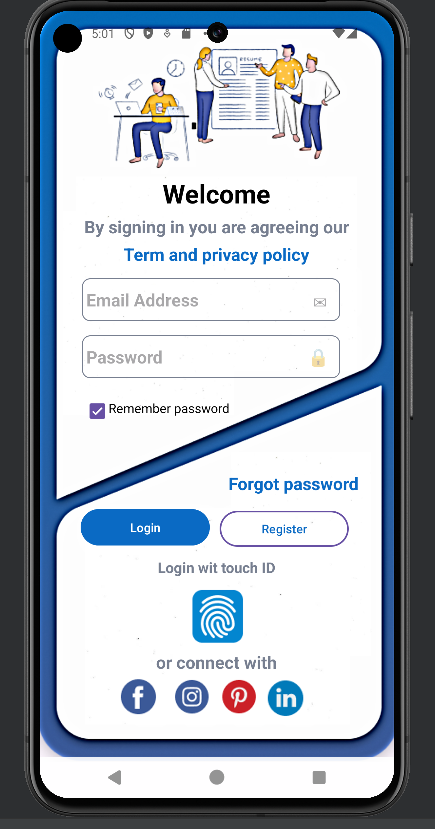 5:01
RESUME
Welcome
By signing in you are agreeing our
Term and privacy policy
Email Address
Password
Remember password
Forgot password
Login
Register
Login wit touch ID
or connect with